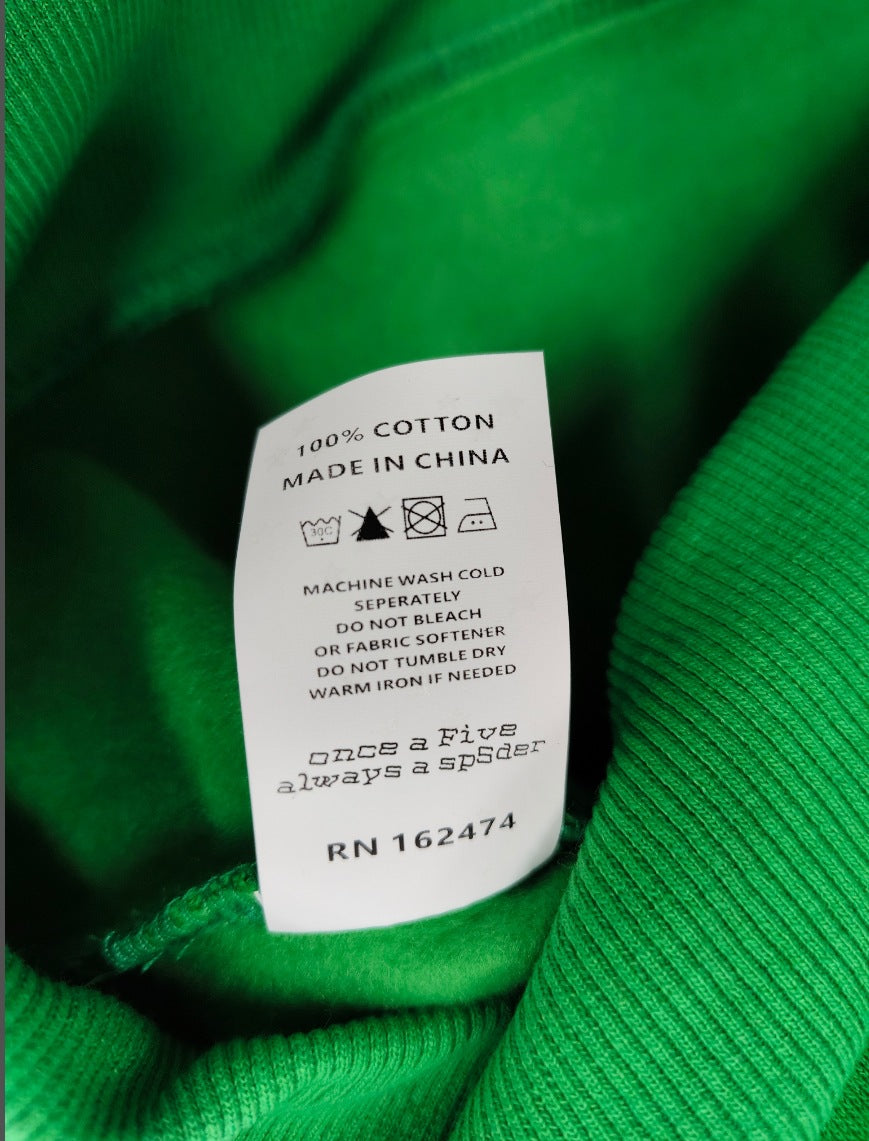 100% COTTON
MADE IN CHINA
30C
MACHINE WASH COLD
SEPERATELY
DO NOT BLEACH
OR FABRIC SOFTENER
DO NOT TUMBLE DRY
WARM IRON IF NEEDED
once a Five
always a sp5der
RN 162474